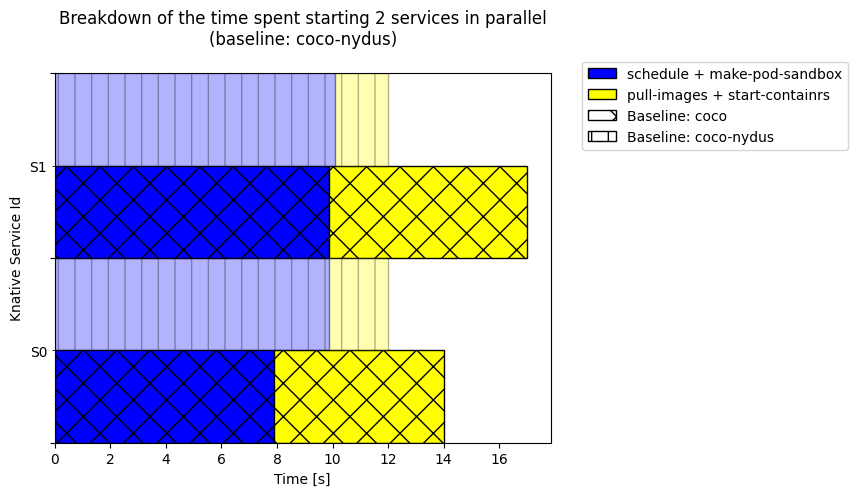 Breakdown of the time spent starting 2 services in parallel
(baseline: coco-nydus)
schedule + make-pod-sandbox
pull-images + start-containrs
Baseline: coco
Baseline: coco-nydus
S1
S0
Knative Service Id
0 2 4 6 8 10 12 14 16
Time [s]